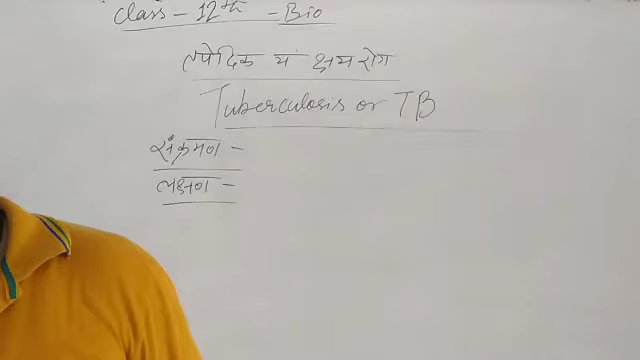 Class - 12th - Bio
तपेदिक यं क्षयरोग
Tuberculosis or TB
संक्रमण -
लक्षण -